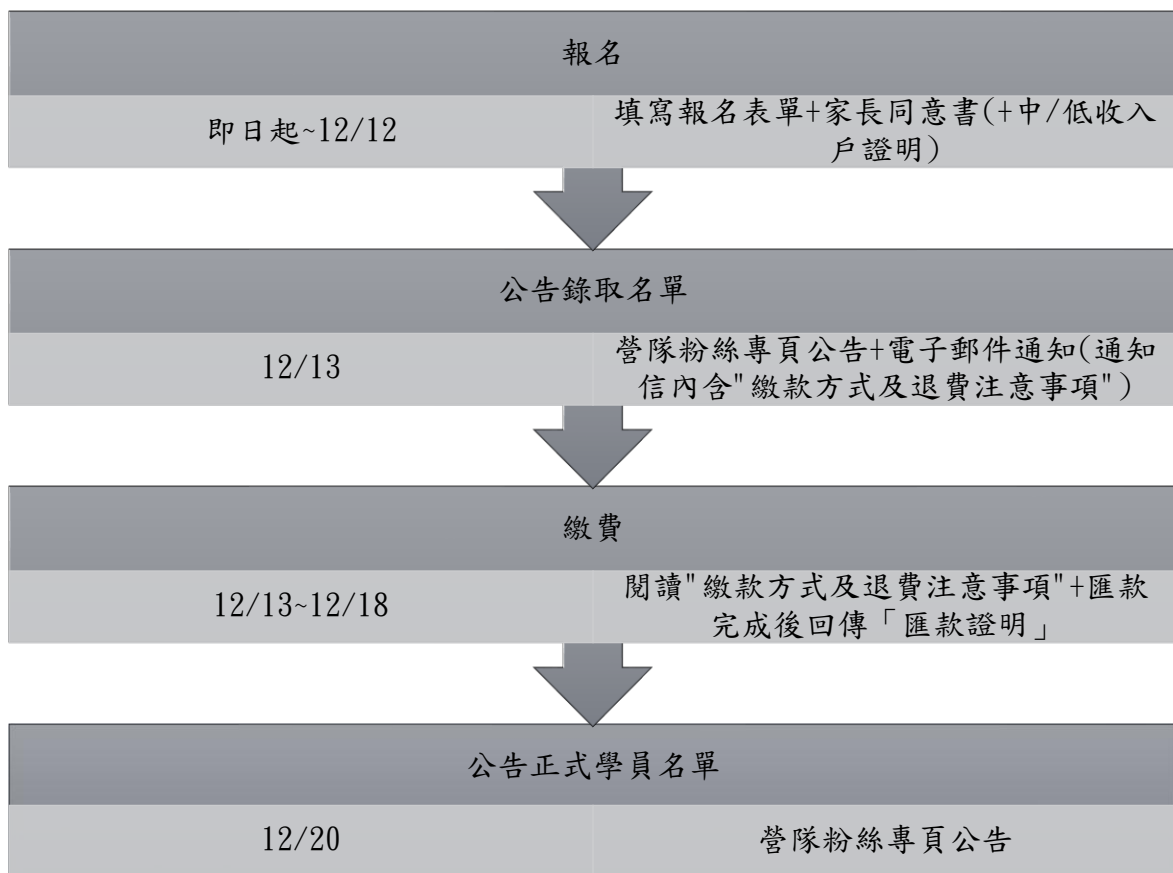 報名
即日起~12/12
填寫報名表單+家長同意書(+中/低收入
戶證明)
公告錄取名單
12/13
營隊粉絲專頁公告+電子郵件通知(通知
信內含"繳款方式及退費注意事項")
繳費
12/13~12/18
閱讀"繳款方式及退費注意事項"+匯款
完成後回傳「匯款證明」
公告正式學員名單
12/20
營隊粉絲專頁公告